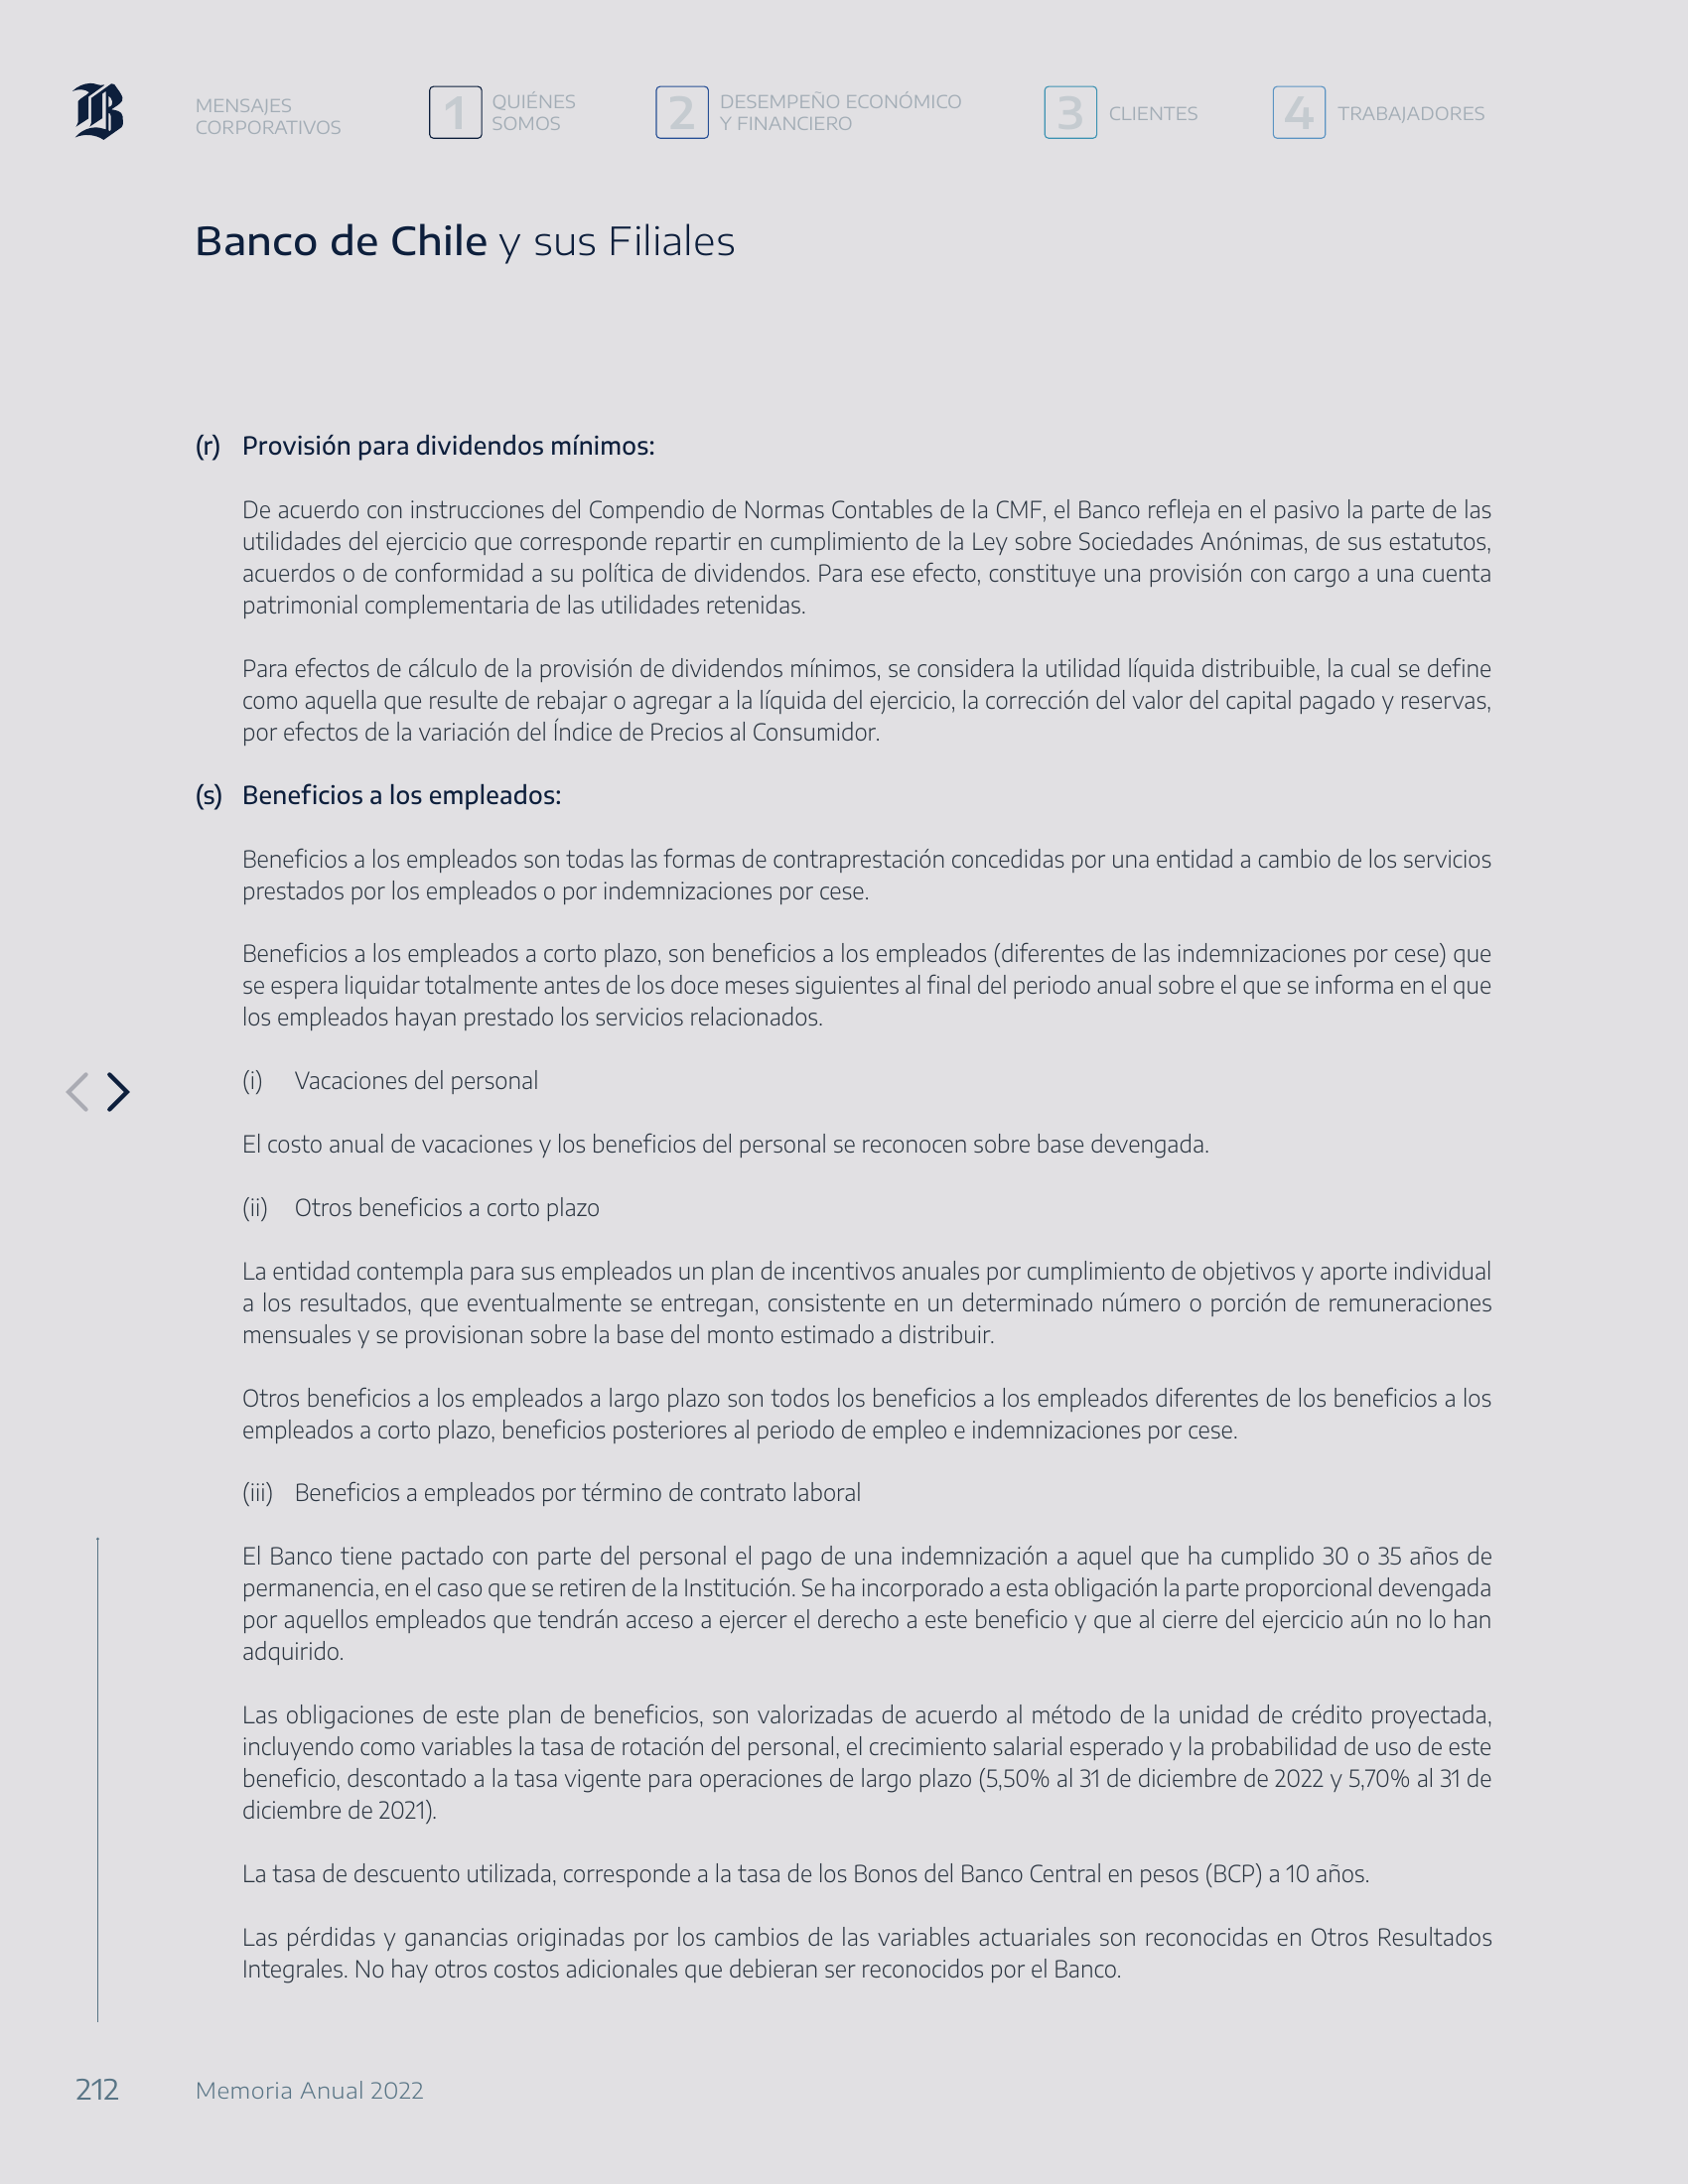 MENSAJES
CORPORATIVOS
1 QUIÉNES
SOMOS
2 DESEMPEÑO ECONÓMICO
Y FINANCIERO
3 CLIENTES
4 TRABAJADORES
Banco de Chile y sus Filiales
(r) Provisión para dividendos mínimos:
De acuerdo con instrucciones del Compendio de Normas Contables de la CMF, el Banco refleja en el pasivo la parte de las
utilidades del ejercicio que corresponde repartir en cumplimiento de la Ley sobre Sociedades Anónimas, de sus estatutos,
acuerdos o de conformidad a su política de dividendos. Para ese efecto, constituye una provisión con cargo a una cuenta
patrimonial complementaria de las utilidades retenidas.
Para efectos de cálculo de la provisión de dividendos mínimos, se considera la utilidad líquida distribuible, la cual se define
como aquella que resulte de rebajar o agregar a la líquida del ejercicio, la corrección del valor del capital pagado y reservas,
por efectos de la variación del Índice de Precios al Consumidor.
(s) Beneficios a los empleados:
Beneficios a los empleados son todas las formas de contraprestación concedidas por una entidad a cambio de los servicios
prestados por los empleados o por indemnizaciones por cese.
Beneficios a los empleados a corto plazo, son beneficios a los empleados (diferentes de las indemnizaciones por cese) que
se espera liquidar totalmente antes de los doce meses siguientes al final del periodo anual sobre el que se informa en el que
los empleados hayan prestado los servicios relacionados.
(i) Vacaciones del personal
El costo anual de vacaciones y los beneficios del personal se reconocen sobre base devengada.
(ii) Otros beneficios a corto plazo
La entidad contempla para sus empleados un plan de incentivos anuales por cumplimiento de objetivos y aporte individual
a los resultados, que eventualmente se entregan, consistente en un determinado número o porción de remuneraciones
mensuales y se provisionan sobre la base del monto estimado a distribuir.
Otros beneficios a los empleados a largo plazo son todos los beneficios a los empleados diferentes de los beneficios a los
empleados a corto plazo, beneficios posteriores al periodo de empleo e indemnizaciones por cese.
(iii) Beneficios a empleados por término de contrato laboral
El Banco tiene pactado con parte del personal el pago de una indemnización a aquel que ha cumplido 30 o 35 años de
permanencia, en el caso que se retiren de la Institución. Se ha incorporado a esta obligación la parte proporcional devengada
por aquellos empleados que tendrán acceso a ejercer el derecho a este beneficio y que al cierre del ejercicio aún no lo han
adquirido.
Las obligaciones de este plan de beneficios, son valorizadas de acuerdo al método de la unidad de crédito proyectada,
incluyendo como variables la tasa de rotación del personal, el crecimiento salarial esperado y la probabilidad de uso de este
beneficio, descontado a la tasa vigente para operaciones de largo plazo (5,50% al 31 de diciembre de 2022 y 5,70% al 31 de
diciembre de 2021).
La tasa de descuento utilizada, corresponde a la tasa de los Bonos del Banco Central en pesos (BCP) a 10 años.
Las pérdidas y ganancias originadas por los cambios de las variables actuariales son reconocidas en Otros Resultados
Integrales. No hay otros costos adicionales que debieran ser reconocidos por el Banco.
212 Memoria Anual 2022